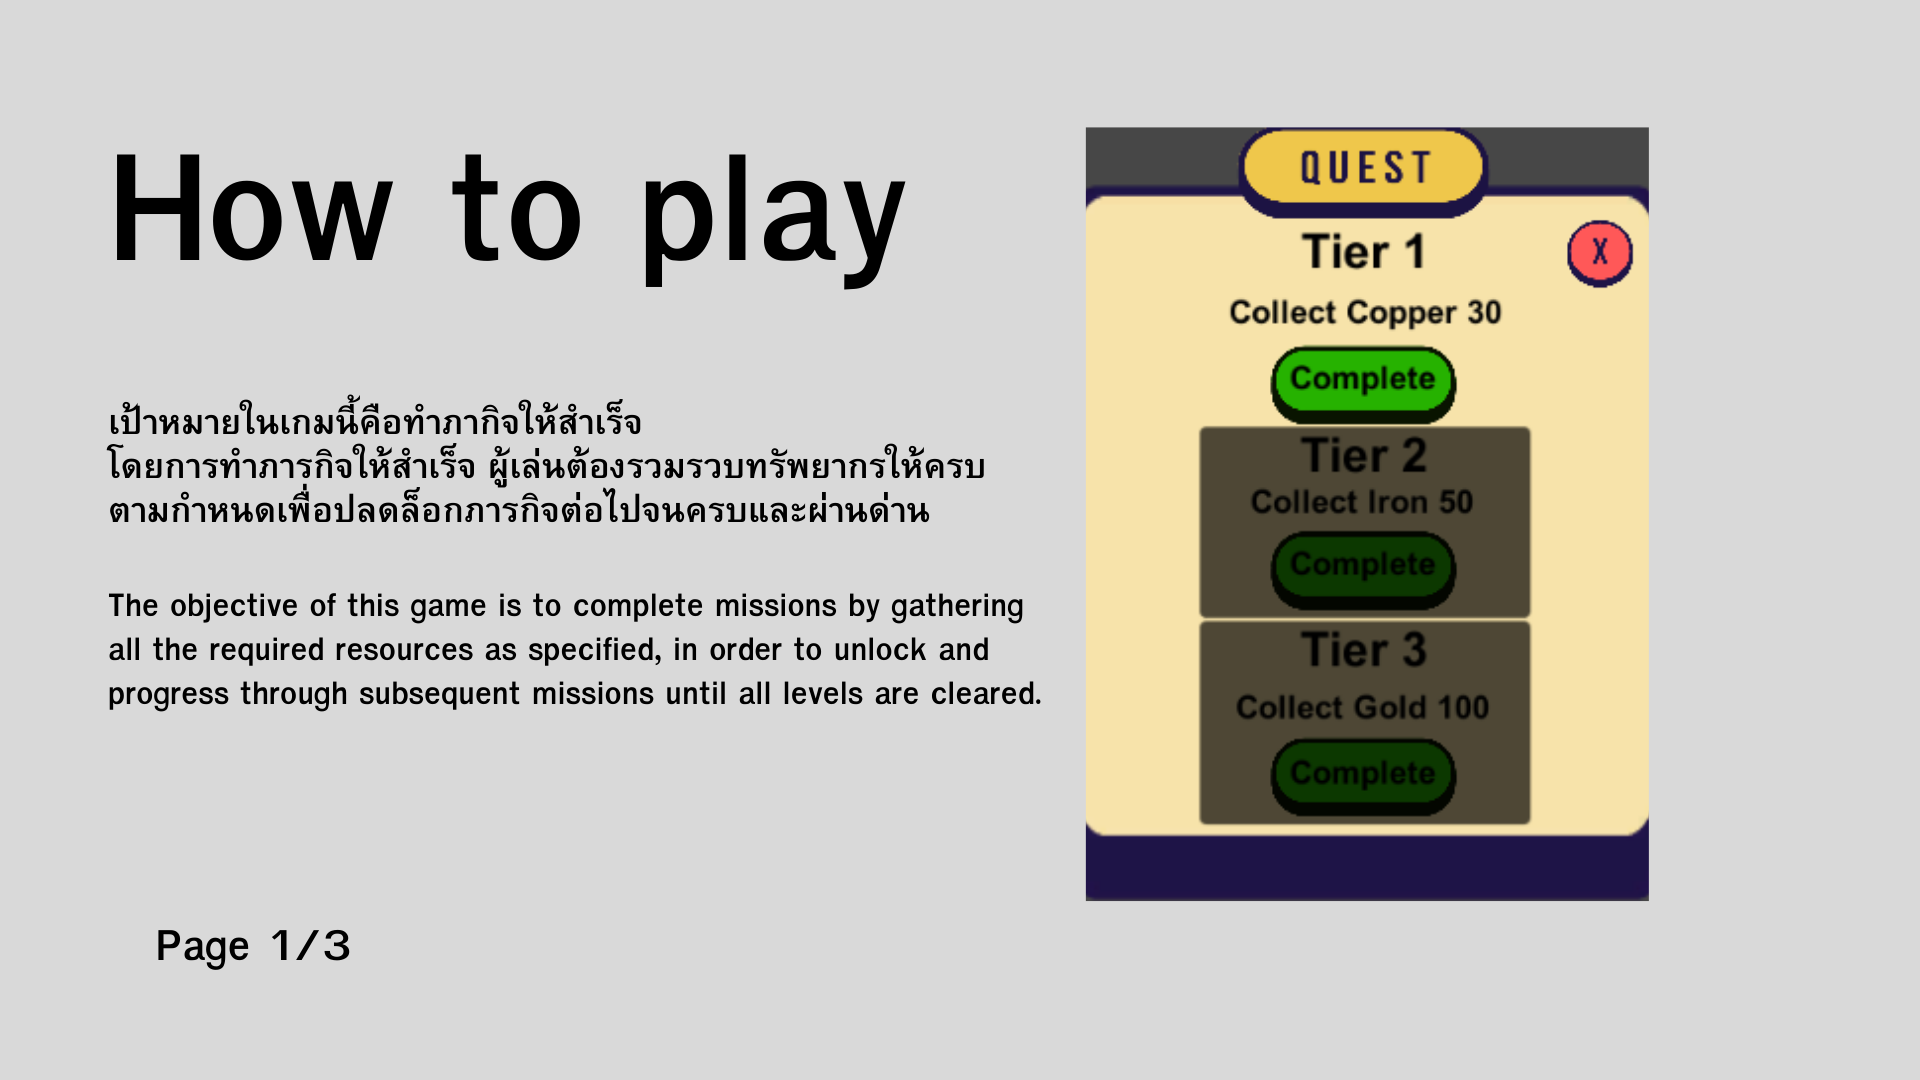 How to play
เป้าหมายในเกมนี้คือทำภากิจให้สำเร็จ
โดยการทำภารกิจให้สำเร็จ ผู้เล่นต้องรวมรวบทรัพยากรให้ครบ
ตามกำหนดเพื่อปลดล็อกภารกิจต่อไปจนครบและผ่านด่าน
The objective of this game is to complete missions by gathering
all the required resources as specified, in order to unlock and
progress through subsequent missions until all levels are cleared.
Page 1/3
QUEST
X
Tier 1
Collect Copper 30
Complete
Tier 2
Collect Iron 50
Complete
Tier 3
Collect Gold 100
Complete